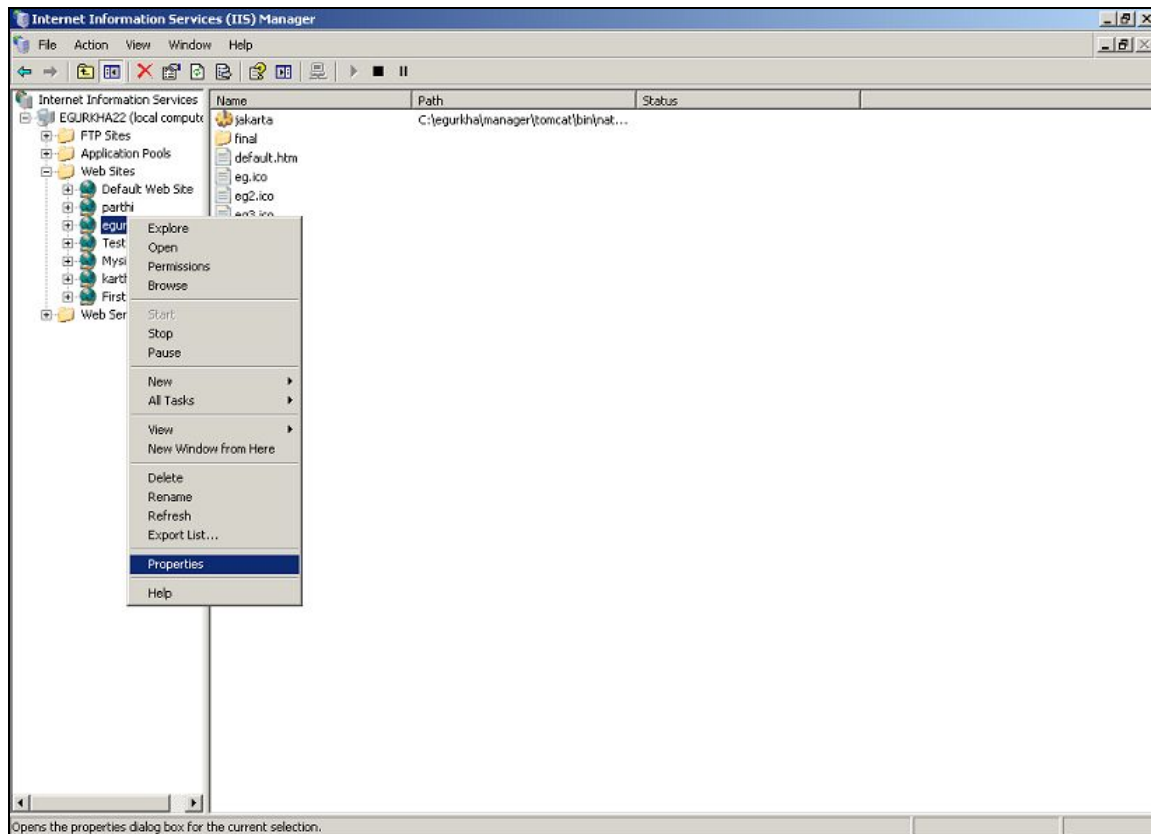 Internet Information Services (IIS) Manager
File Action View Window Help
Internet Information Services
EGURKHA22 (local compute
FTP Sites
Application Pools
Web Sites
Default Web Site
parthi
egur
Test
Mysi
karth
First
Web Ser
Name Path Status
jakarta C:\egurkha\manager\tomcat\bin\nat...
final
default.htm
eg.ico
eg2.ico
eg3.ico
Explore
Open
Permissions
Browse
Start
Stop
Pause
New
All Tasks
View
New Window from Here
Delete
Rename
Refresh
Export List...
Properties
Help
Opens the properties dialog box for the current selection.